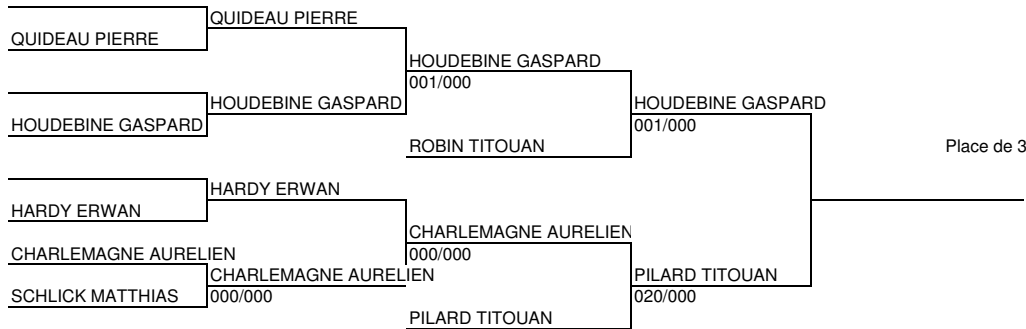 QUIDEAU PIERRE
QUIDEAU PIERRE
HOUDEBINE GASPARD
001/000
HOUDEBINE GASPARD
HOUDEBINE GASPARD
001/000
HOUDEBINE GASPARD
ROBIN TITOUAN
Place de 3
HARDY ERWAN
HARDY ERWAN
CHARLEMAGNE AURELIEN
000/000
CHARLEMAGNE AURELIEN
CHARLEMAGNE AURELIEN
000/000
PILARD TITOUAN
020/000
SCHLICK MATTHIAS
PILARD TITOUAN